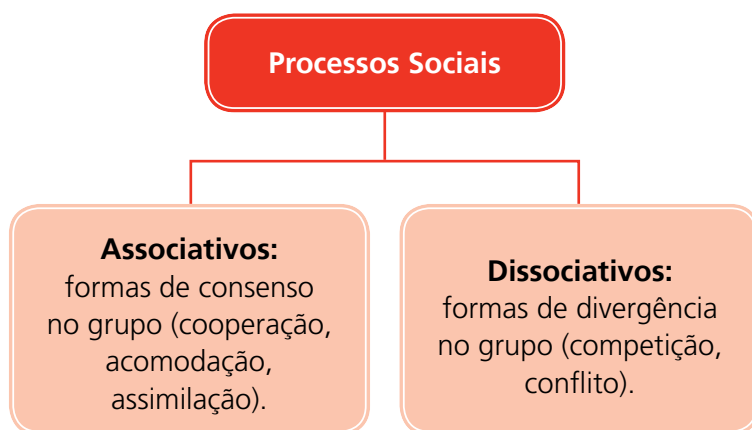 Processos Sociais
Associativos:
formas de consenso
no grupo (cooperação,
acomodação,
assimilação).
Dissociativos:
formas de divergência
no grupo (competição,
conflito).